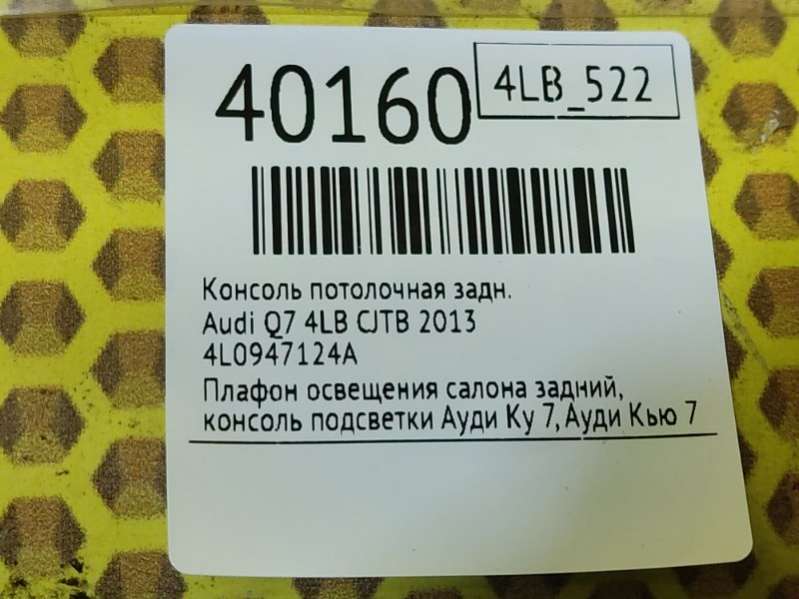 40160
4LB_522
Консоль потолочная задн.
Audi Q7 4LB CJTB 2013
4L0947124A
Плафон освещения салона задний,
консоль подсветки Ауди Ку 7, Ауди Кью 7